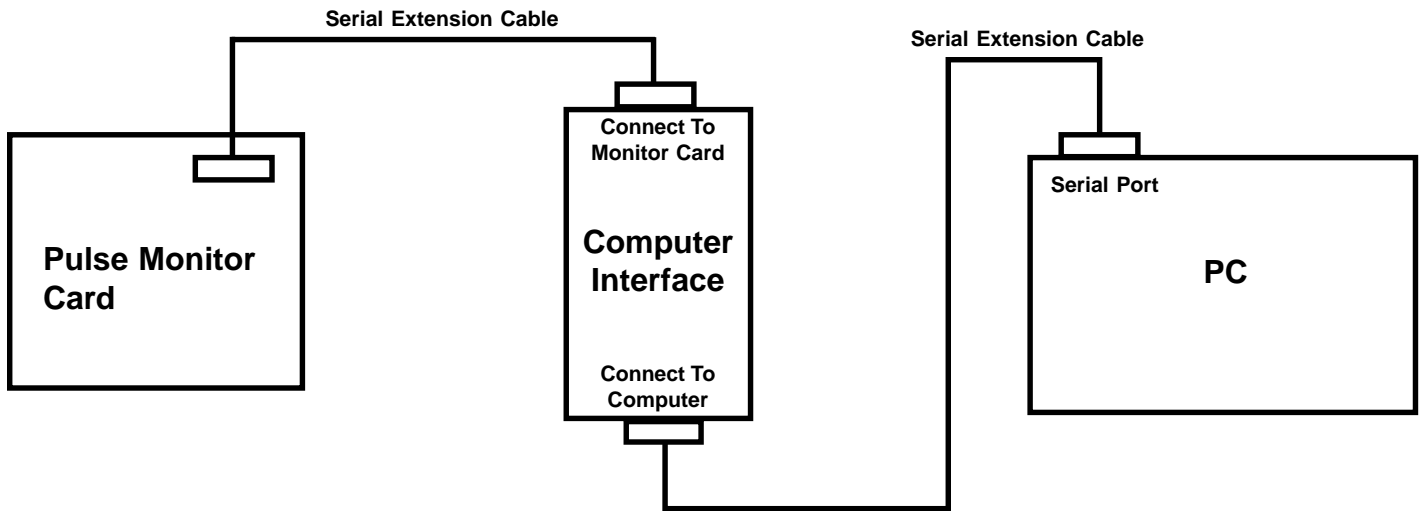 Serial Extension Cable
Serial Extension Cable
Connect To
Monitor Card
Serial Port
Pulse Monitor
Card
Computer
Interface
PC
Connect To
Computer